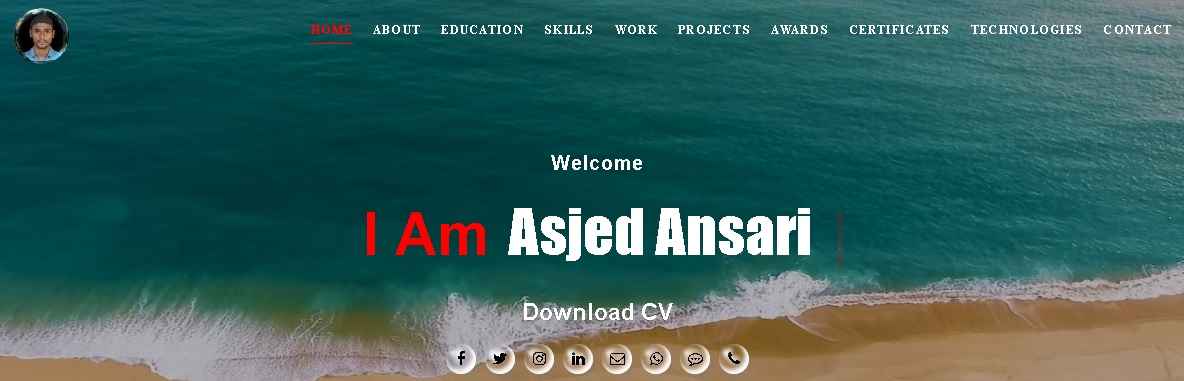 HOME ABOUT EDUCATION SKILLS WORK PROJECTS AWARDS CERTIFICATES TECHNOLOGIES CONTACT
Welcome
I Am Asjed Ansari
Download CV